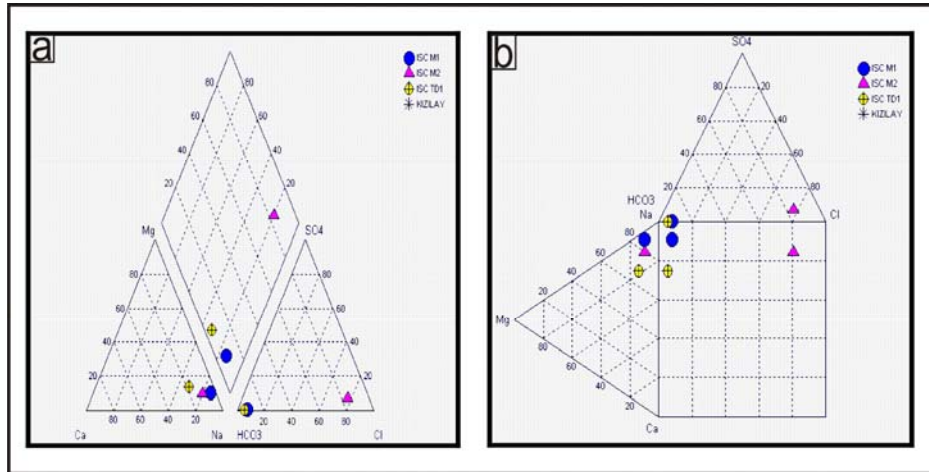 a
ISC M1
ISC M2
ISC TD1
KIZILAY
80 80
60 60
40 40
20 20
Mg SO4
80 80
60 60
40 40
20 20
80 60 40 20 20 40 60 80
Ca Na HCO3 Cl
b
SO4
ISC M1
ISC M2
ISC TD1
KIZILAY
80 20
60 40
40 60
20 80
HCO3
Na Cl
80
60
40
20
Mg
80
60
40
20
Ca